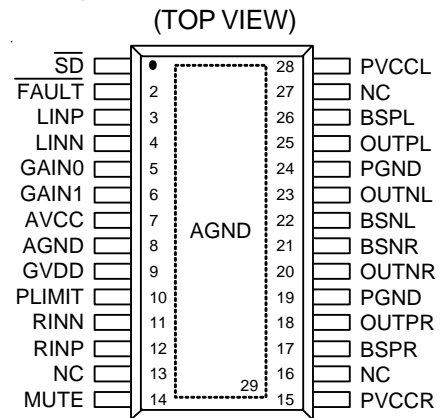 (TOP VIEW)
SD 28 PVCCL
FAULT 2 27 NC
LINP 3 26 BSPL
LINN 4 25 OUTPL
GAIN0 5 24 PGND
GAIN1 6 23 OUTNL
AVCC 7 22 BSNL
AGND 8 AGND 21 BSNR
GVDD 9 20 OUTNR
PLIMIT 10 19 PGND
RINN 11 18 OUTPR
RINP 12 17 BSPR
NC 13 29 16 NC
MUTE 14 15 PVCCR